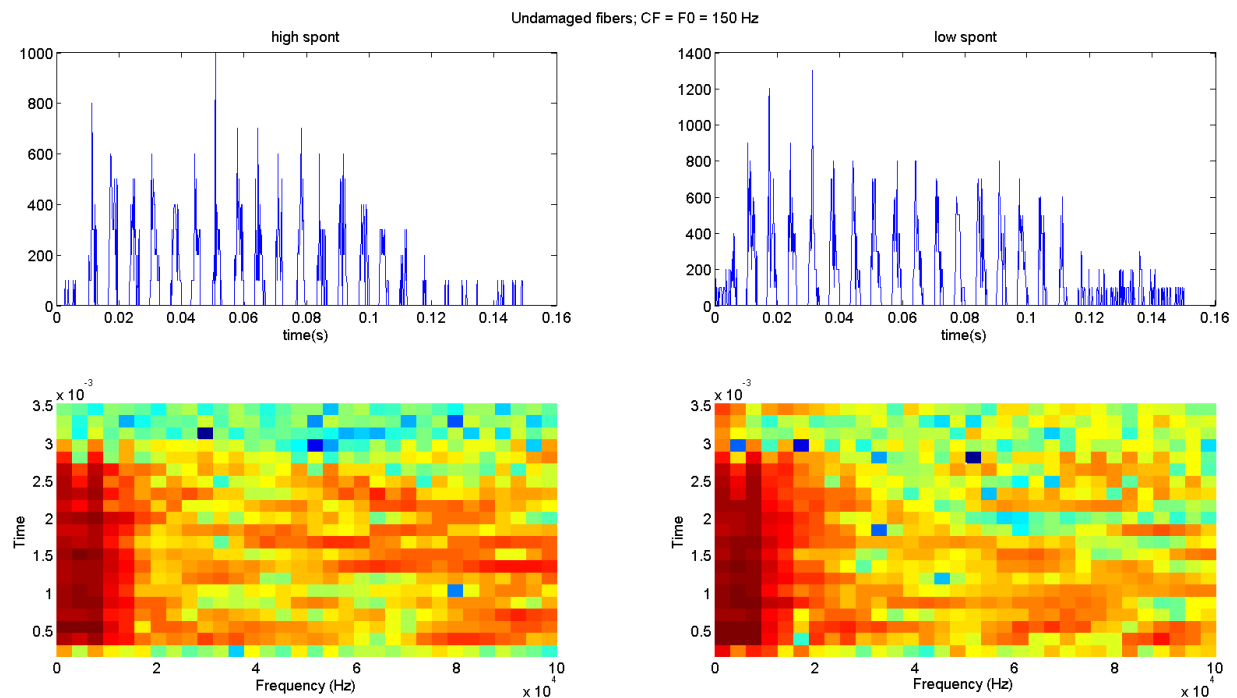 Undamaged fibers; CF = F0 = 150 Hz
high spont
1000
800
600
400
200
0
0 0.02 0.04 0.06 0.08 0.1 0.12 0.14 0.16
time(s)
low spont
1400
1200
1000
800
600
400
200
0
0 0.02 0.04 0.06 0.08 0.1 0.12 0.14 0.16
time(s)
x 10⁻³
3.5
3
2.5
2
1.5
1
0.5
Time
0 2 4 6 8 10
Frequency (Hz)
x 10⁴
x 10⁻³
3.5
3
2.5
2
1.5
1
0.5
Time
0 2 4 6 8 10
Frequency (Hz)
x 10⁴